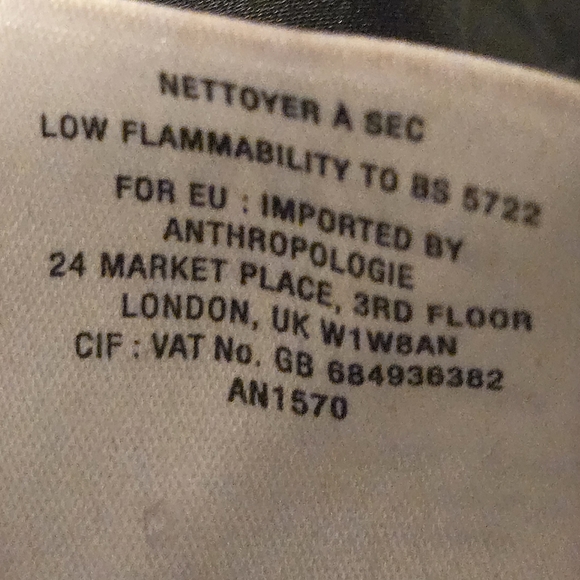 NETTOYER À SEC
LOW FLAMMABILITY TO BS 5722
FOR EU : IMPORTED BY
ANTHROPOLOGIE
24 MARKET PLACE, 3RD FLOOR
LONDON, UK W1W8AN
CIF : VAT No. GB 684936382
AN1570